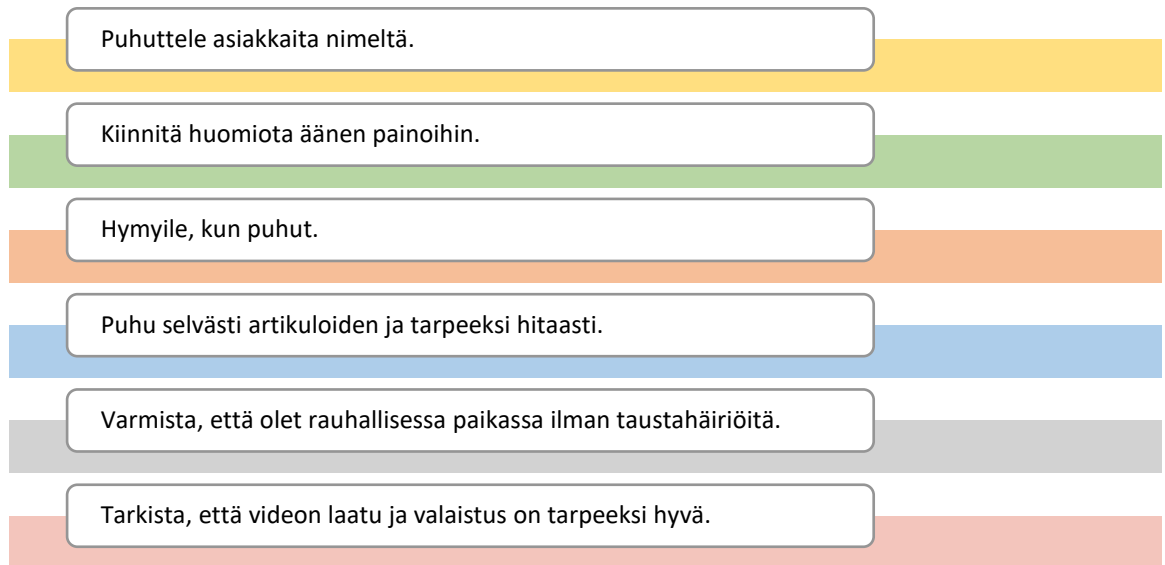 Puhuttele asiakkaita nimeltä.
Kiinnitä huomiota äänen painoihin.
Hymyile, kun puhut.
Puhu selvästi artikuloiden ja tarpeeksi hitaasti.
Varmista, että olet rauhallisessa paikassa ilman taustahäiriöitä.
Tarkista, että videon laatu ja valaistus on tarpeeksi hyvä.